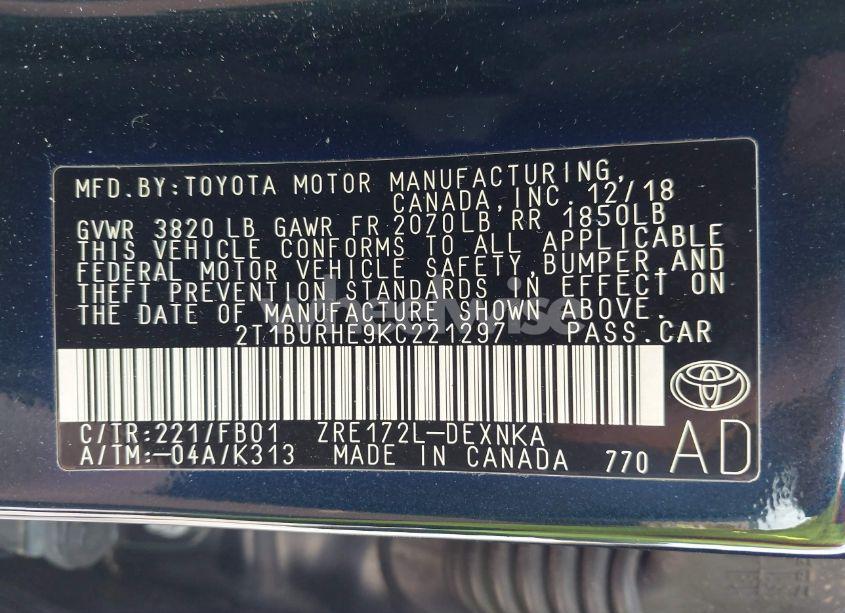 MFD.BY:TOYOTA MOTOR MANUFACTURING,
CANADA,INC. 12/18
GVWR 3820 LB GAWR FR 2070LB, RR 1850LB
THIS VEHICLE CONFORMS TO ALL APPLICABLE
FEDERAL MOTOR VEHICLE SAFETY,BUMPER,AND
THEFT PREVENTION STANDARDS IN EFFECT ON
THE DATE OF MANUFACTURE SHOWN ABOVE.
wheelwise
2T1BURHE9KC221297 PASS.CAR
C/TR:221/FB01 ZRE172L-DEXNKA
A/TM:-04A/K313 MADE IN CANADA 770 AD